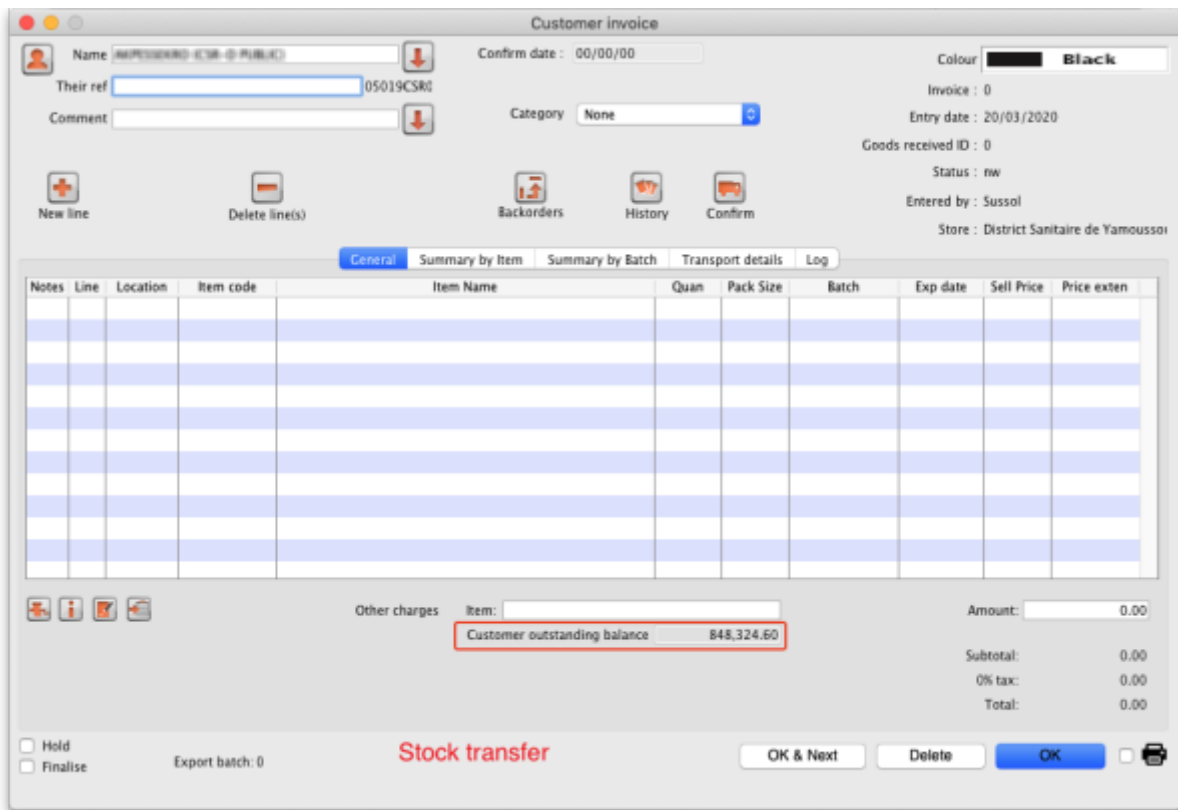 Customer invoice
Name
Confirm date : 00/00/00
Colour Black
Their ref 05019CSR
Invoice : 0
Comment
Category None
Entry date : 20/03/2020
Goods received ID : 0
Status : nw
New line Delete line(s) Backorders History Confirm
Entered by : Sussol
Store : District Sanitaire de Yamousso
General Summary by Item Summary by Batch Transport details Log
Notes Line Location Item code Item Name Quan Pack Size Batch Exp date Sell Price Price exten
Other charges Item: Amount: 0.00
Customer outstanding balance 848,324.60
Subtotal: 0.00
0% tax: 0.00
Total: 0.00
Hold
Finalise
Export batch: 0
Stock transfer
OK & Next Delete OK